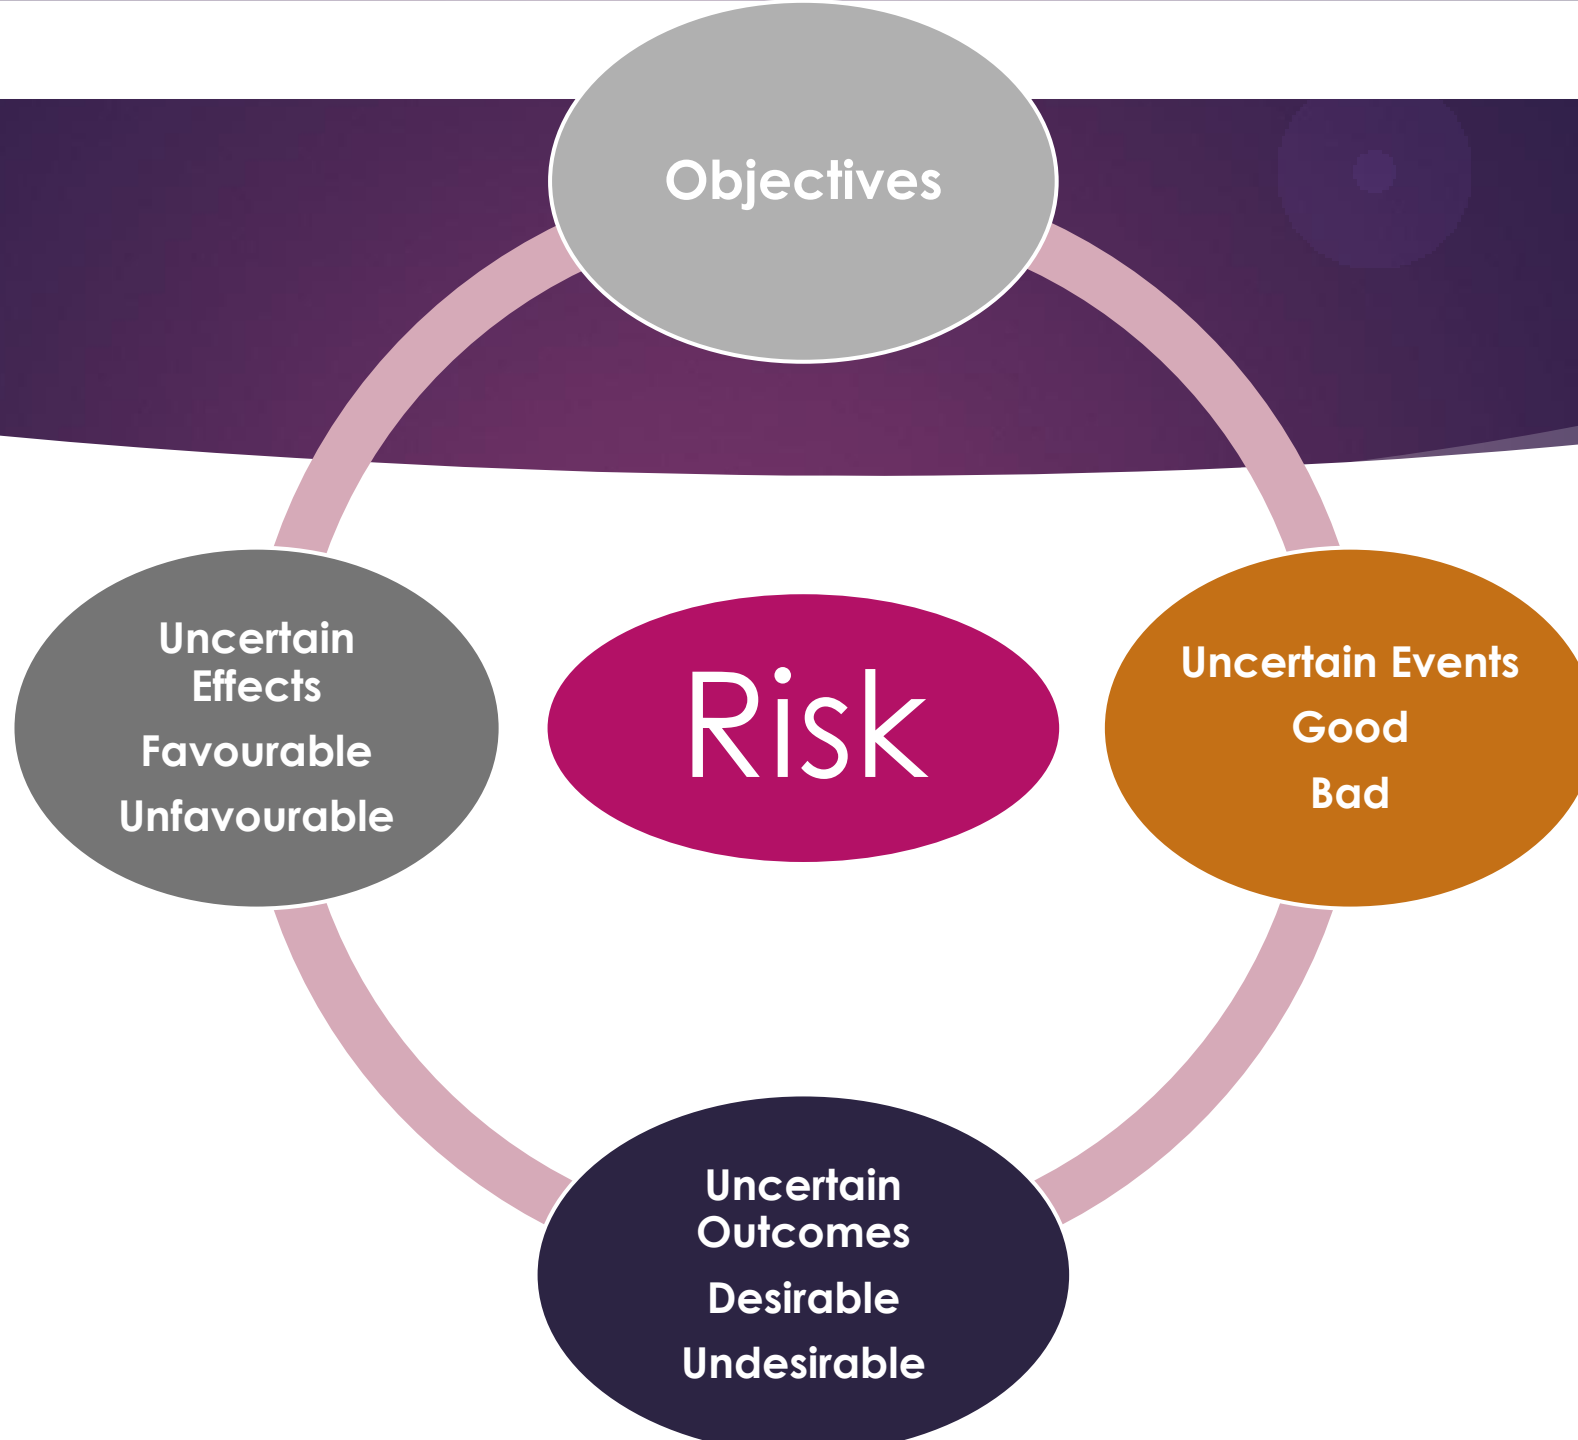 Objectives
Uncertain
Effects
Favourable
Unfavourable
Risk
Uncertain Events
Good
Bad
Uncertain
Outcomes
Desirable
Undesirable